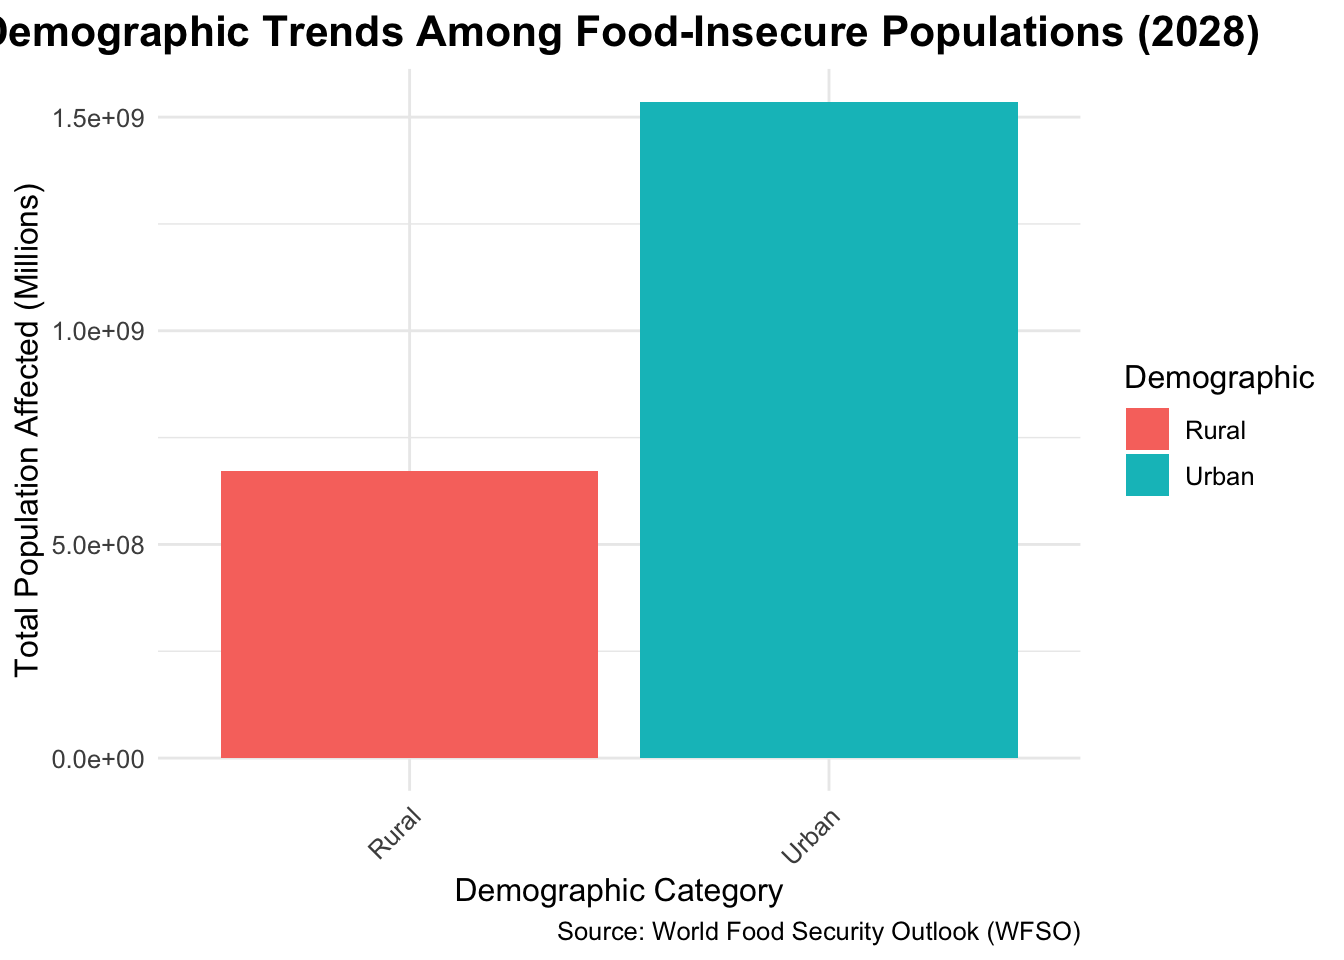 Demographic Trends Among Food-Insecure Populations (2028)
Total Population Affected (Millions)
1.5e+09
1.0e+09
5.0e+08
0.0e+00
Rural
Urban
Demographic Category
Source: World Food Security Outlook (WFSO)
Demographic
Rural
Urban